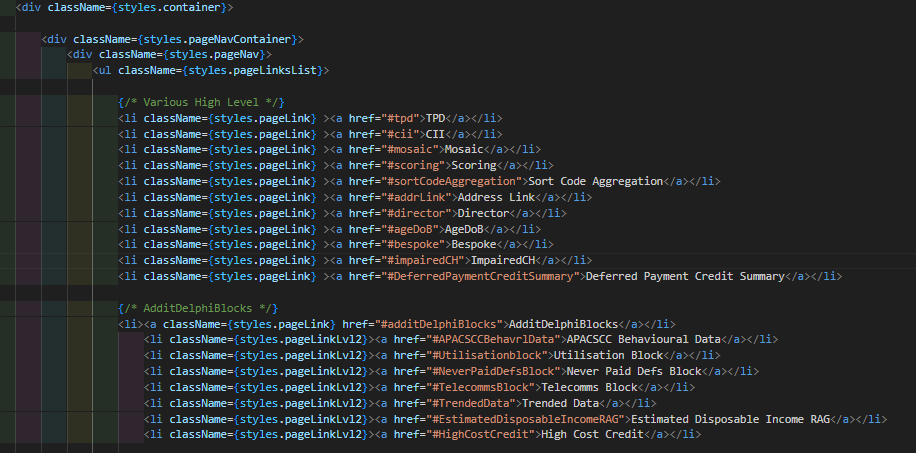 <div className={styles.container}>
<div className={styles.pageNavContainer}>
<div className={styles.pageNav}>
<ul className={styles.pageLinksList}>
{/* Various High Level */}
<li className={styles.pageLink} ><a href="#tpd">TPD</a></li>
<li className={styles.pageLink} ><a href="#cii">CII</a></li>
<li className={styles.pageLink} ><a href="#mosaic">Mosaic</a></li>
<li className={styles.pageLink} ><a href="#scoring">Scoring</a></li>
<li className={styles.pageLink} ><a href="#sortCodeAggregation">Sort Code Aggregation</a></li>
<li className={styles.pageLink} ><a href="#addrLink">Address Link</a></li>
<li className={styles.pageLink} ><a href="#director">Director</a></li>
<li className={styles.pageLink} ><a href="#ageDoB">AgeDoB</a></li>
<li className={styles.pageLink} ><a href="#bespoke">Bespoke</a></li>
<li className={styles.pageLink} ><a href="#impairedCH">ImpairedCH</a></li>
<li className={styles.pageLink} ><a href="#DeferredPaymentCreditSummary">Deferred Payment Credit Summary</a></li>
{/* AdditDelphiBlocks */}
<li><a className={styles.pageLink} href="#additDelphiBlocks">AdditDelphiBlocks</a></li>
<li className={styles.pageLinkLvl2}><a href="#APACSCCBehavrlData">APACSCC Behavioural Data</a></li>
<li className={styles.pageLinkLvl2}><a href="#Utilisationblock">Utilisation Block</a></li>
<li className={styles.pageLinkLvl2}><a href="#NeverPaidDefsBlock">Never Paid Defs Block</a></li>
<li className={styles.pageLinkLvl2}><a href="#TelecommsBlock">Telecomms Block</a></li>
<li className={styles.pageLinkLvl2}><a href="#TrendedData">Trended Data</a></li>
<li className={styles.pageLinkLvl2}><a href="#EstimatedDisposableIncomeRAG">Estimated Disposable Income RAG</a></li>
<li className={styles.pageLinkLvl2}><a href="#HighCostCredit">High Cost Credit</a></li>